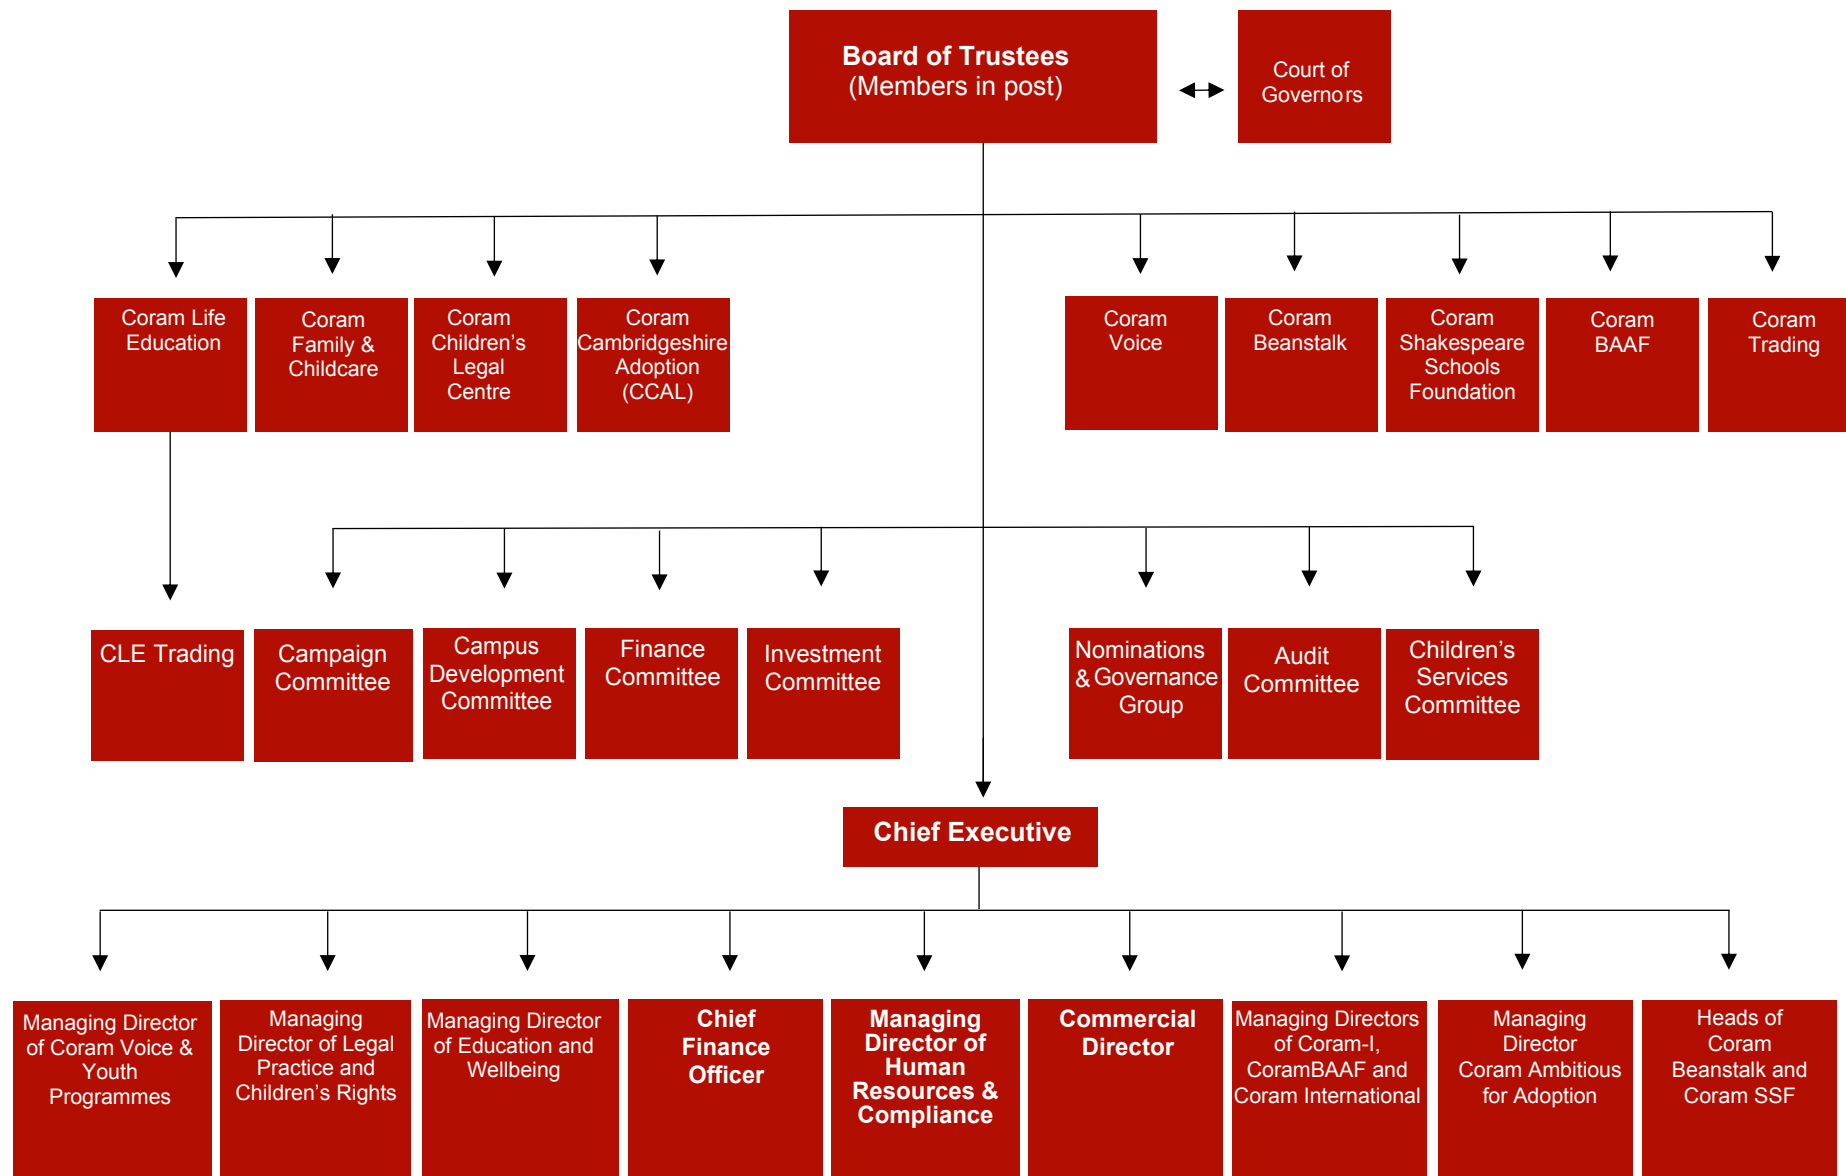 Board of Trustees
(Members in post)
Court of
Governors
Coram Life
Education
Coram
Family &
Childcare
Coram
Children’s
Legal
Centre
Coram
Cambridgeshire
Adoption
(CCAL)
Coram
Voice
Coram
Beanstalk
Coram
Shakespeare
Schools
Foundation
Coram
BAAF
Coram
Trading
CLE Trading
Campaign
Committee
Campus
Development
Committee
Finance
Committee
Investment
Committee
Nominations
& Governance
Group
Audit
Committee
Children’s
Services
Committee
Chief Executive
Managing Director
of Coram Voice &
Youth
Programmes
Managing
Director of Legal
Practice and
Children’s Rights
Managing Director
of Education and
Wellbeing
Chief
Finance
Officer
Managing
Director of
Human
Resources &
Compliance
Commercial
Director
Managing Directors
of Coram-I,
CoramBAAF and
Coram International
Managing
Director
Coram Ambitious
for Adoption
Heads of
Coram
Beanstalk and
Coram SSF